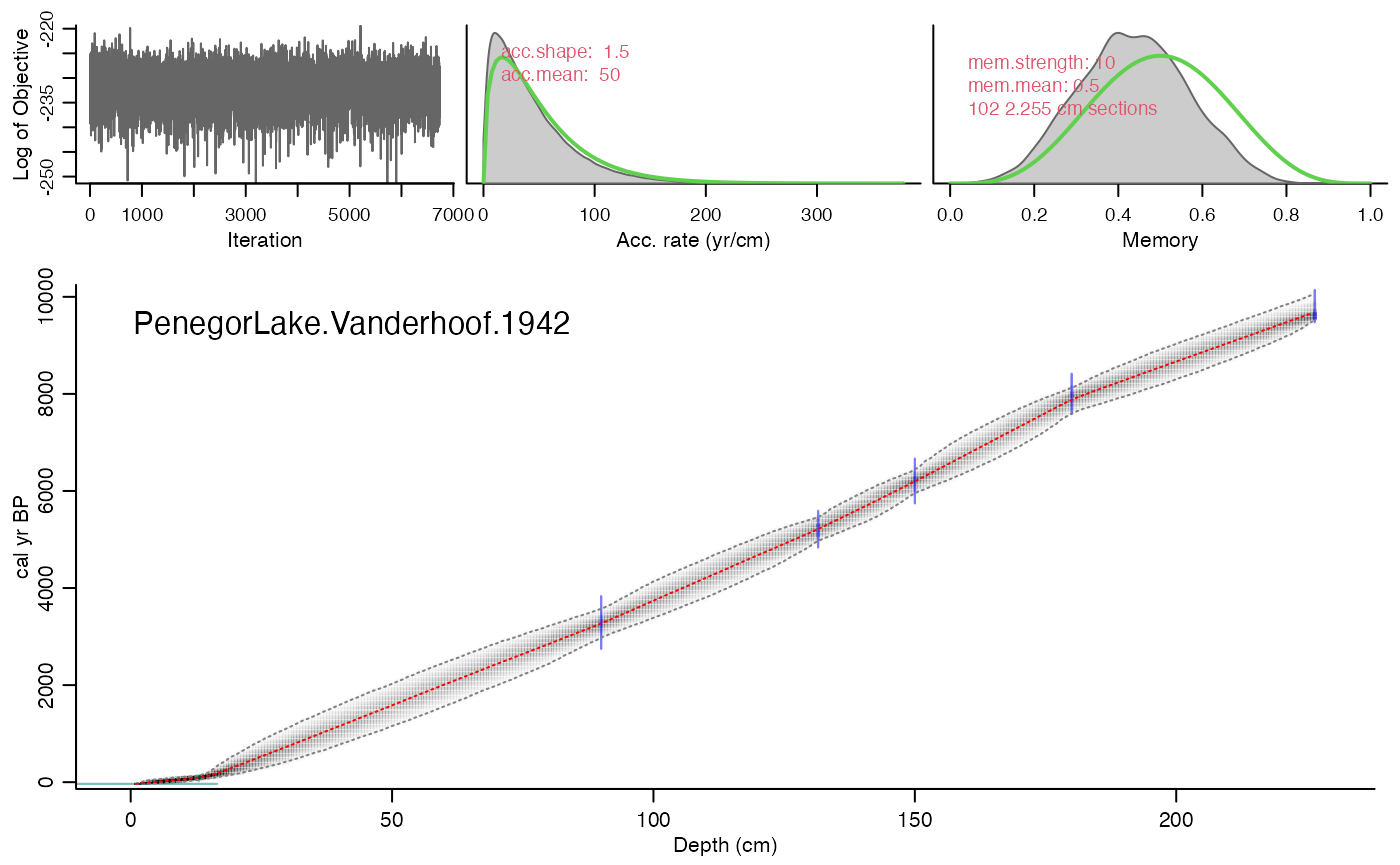 Log of Objective
-220
-235
-250
0 1000 3000 5000 7000
Iteration
acc.shape: 1.5
acc.mean: 50
0 100 200 300
Acc. rate (yr/cm)
mem.strength: 10
mem.mean: 0.5
102 2.255 cm sections
0.0 0.2 0.4 0.6 0.8 1.0
Memory
PenegorLake.Vanderhoof.1942
cal yr BP
10000
8000
6000
4000
2000
0
0 50 100 150 200
Depth (cm)